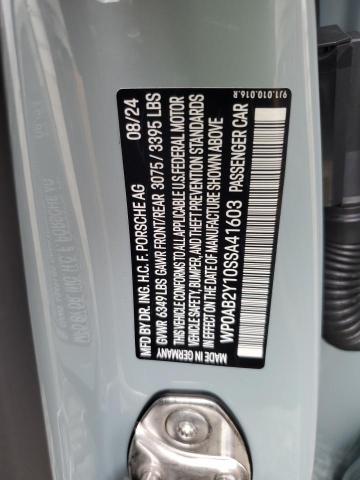 9J1.010.016.R
MFD BY DR. ING. H.C. F. PORSCHE AG 08/24
GVWR 6349 LBS GAWR FRONT/REAR 3075 / 3395 LBS
THIS VEHICLE CONFORMS TO ALL APPLICABLE U.S. FEDERAL MOTOR
VEHICLE SAFETY, BUMPER, AND THEFT PREVENTION STANDARDS
IN EFFECT ON THE DATE OF MANUFACTURE SHOWN ABOVE
WP0AB2Y10SSA41603 PASSENGER CAR
MADE IN GERMANY